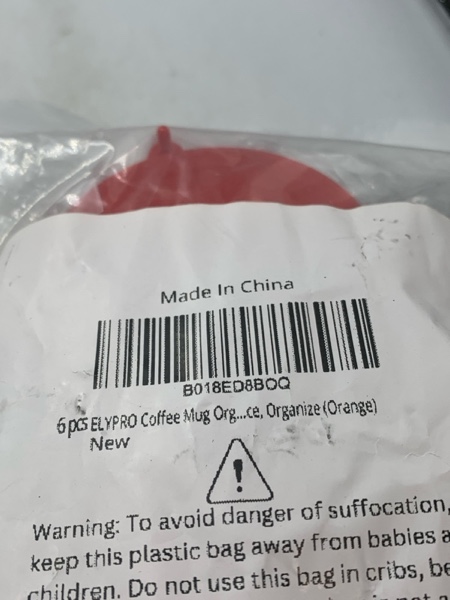 Made In China
B018ED8BOQ
6 pcs ELYPRO Coffee Mug Org...ce, Organize (Orange)
New
Warning: To avoid danger of suffocation,
keep this plastic bag away from babies a
children. Do not use this bag in cribs, be